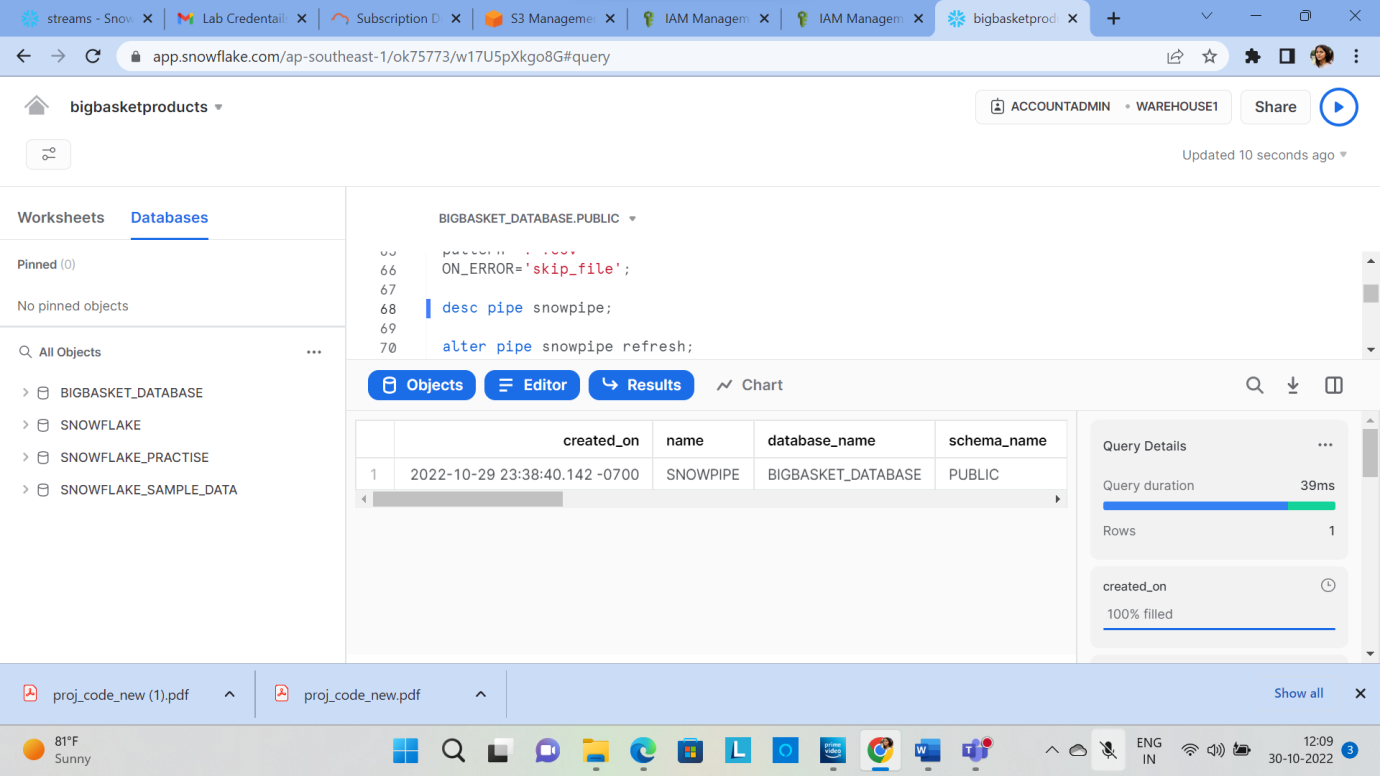 streams - Snow
Lab Credentail
Subscription D
S3 Manageme
IAM Managem
IAM Managem
bigbasketprod
app.snowflake.com/ap-southeast-1/ok75773/w17U5pXkgo8G#query
bigbasketproducts
ACCOUNTADMIN • WAREHOUSE1
Share
Updated 10 seconds ago
Worksheets Databases
BIGBASKET_DATABASE.PUBLIC
Pinned (0)
No pinned objects
All Objects
BIGBASKET_DATABASE
SNOWFLAKE
SNOWFLAKE_PRACTISE
SNOWFLAKE_SAMPLE_DATA
66 ON_ERROR='skip_file';
67
68 desc pipe snowpipe;
69
70 alter pipe snowpipe refresh;
Objects Editor Results Chart
created_on name database_name schema_name
1 2022-10-29 23:38:40.142 -0700 SNOWPIPE BIGBASKET_DATABASE PUBLIC
Query Details
Query duration 39ms
Rows 1
created_on
100% filled
proj_code_new (1).pdf
proj_code_new.pdf
Show all
81°F
Sunny
L
prime
video
W
ENG
IN
12:09
30-10-2022
3